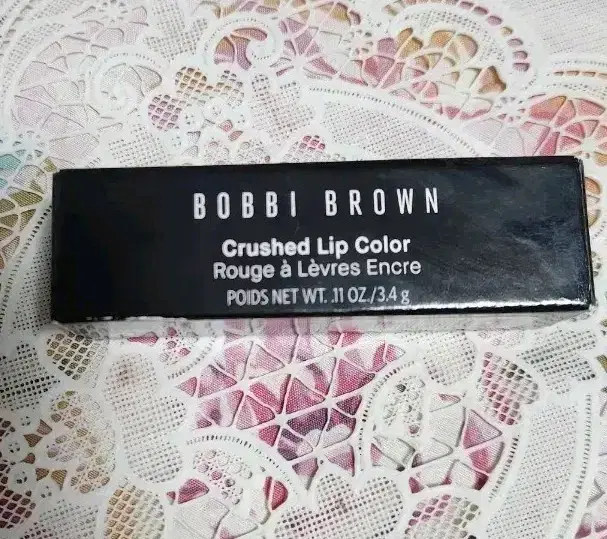 BOBBI BROWN
Crushed Lip Color
Rouge à Lèvres Encre
POIDS NET WT. .11 OZ./3.4 g